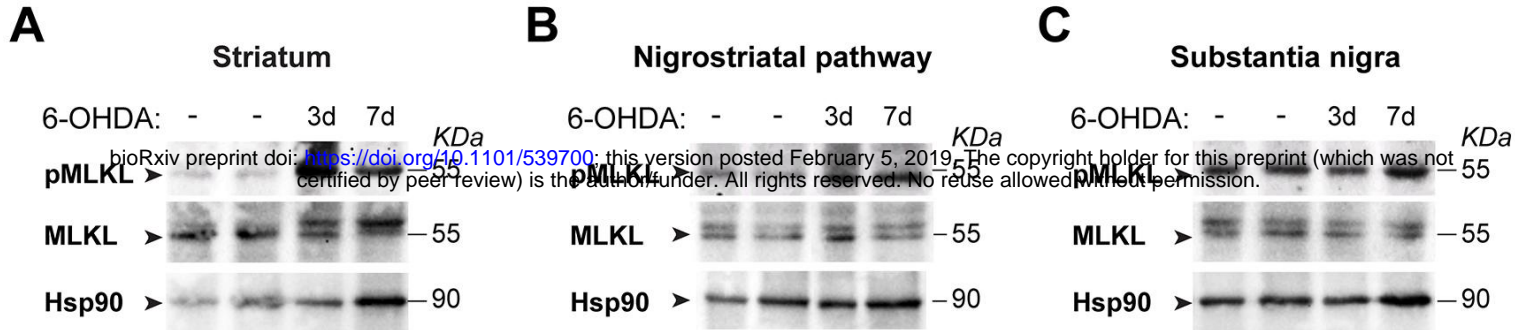 A
Striatum
6-OHDA: - - 3d 7d
KDa
pMLKL 55
MLKL 55
Hsp90 90
B
Nigrostriatal pathway
6-OHDA: - - 3d 7d
KDa
pMLKL 55
MLKL 55
Hsp90 90
C
Substantia nigra
6-OHDA: - - 3d 7d
KDa
pMLKL 55
MLKL 55
Hsp90 90
bioRxiv preprint doi: https://doi.org/10.1101/539700; this version posted February 5, 2019. The copyright holder for this preprint (which was not
certified by peer review) is the author/funder. All rights reserved. No reuse allowed without permission.